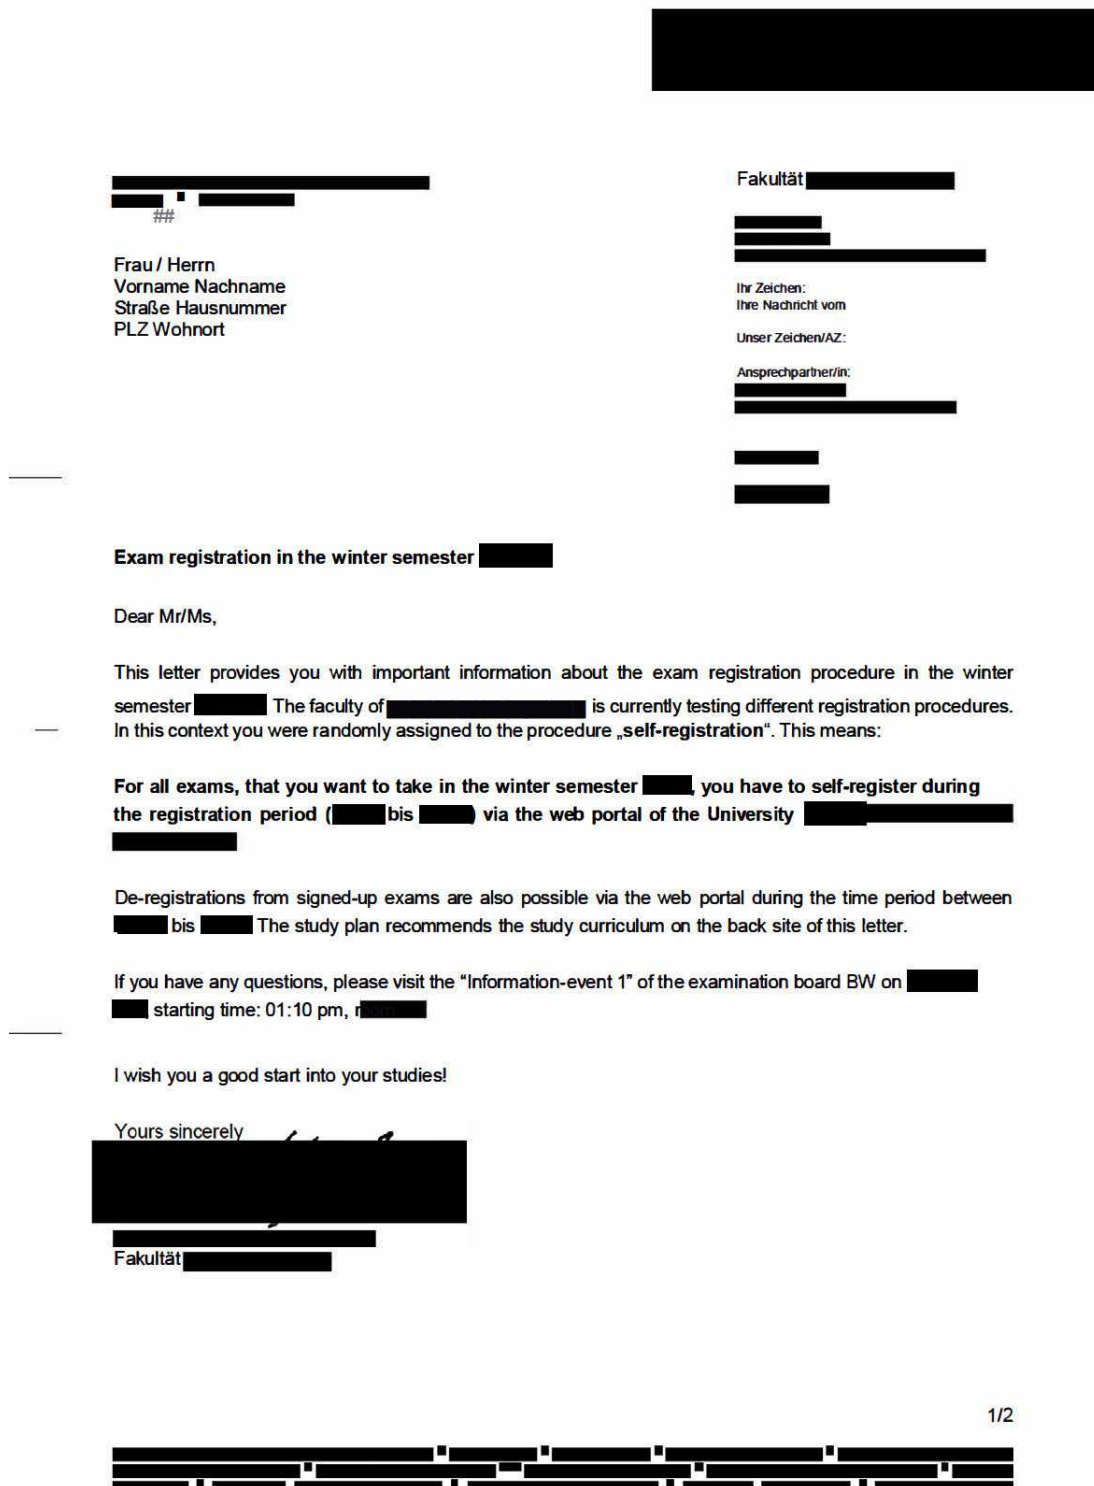 Fakultät
##
Frau / Herrn
Vorname Nachname
Straße Hausnummer
PLZ Wohnort
Ihr Zeichen:
Ihre Nachricht vom
Unser Zeichen/AZ:
Ansprechpartner/in:
Exam registration in the winter semester
Dear Mr/Ms,
This letter provides you with important information about the exam registration procedure in the winter
semester The faculty of is currently testing different registration procedures.
In this context you were randomly assigned to the procedure „self-registration“. This means:
For all exams, that you want to take in the winter semester , you have to self-register during
the registration period ( bis ) via the web portal of the University
De-registrations from signed-up exams are also possible via the web portal during the time period between
bis The study plan recommends the study curriculum on the back site of this letter.
If you have any questions, please visit the “Information-event 1” of the examination board BW on
starting time: 01:10 pm,
I wish you a good start into your studies!
Yours sincerely
Fakultät
1/2